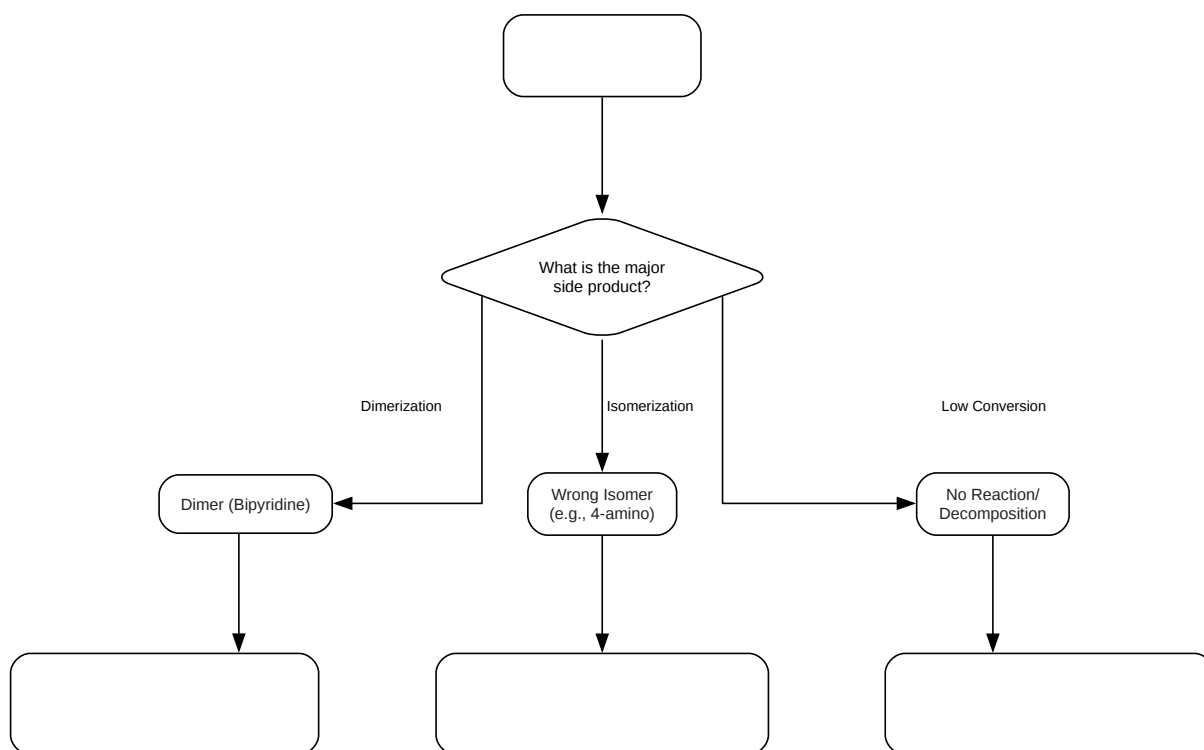 What is the major
side product?
Dimerization
Isomerization
Low Conversion
Dimer (Bipyridine)
Wrong Isomer
(e.g., 4-amino)
No Reaction/
Decomposition